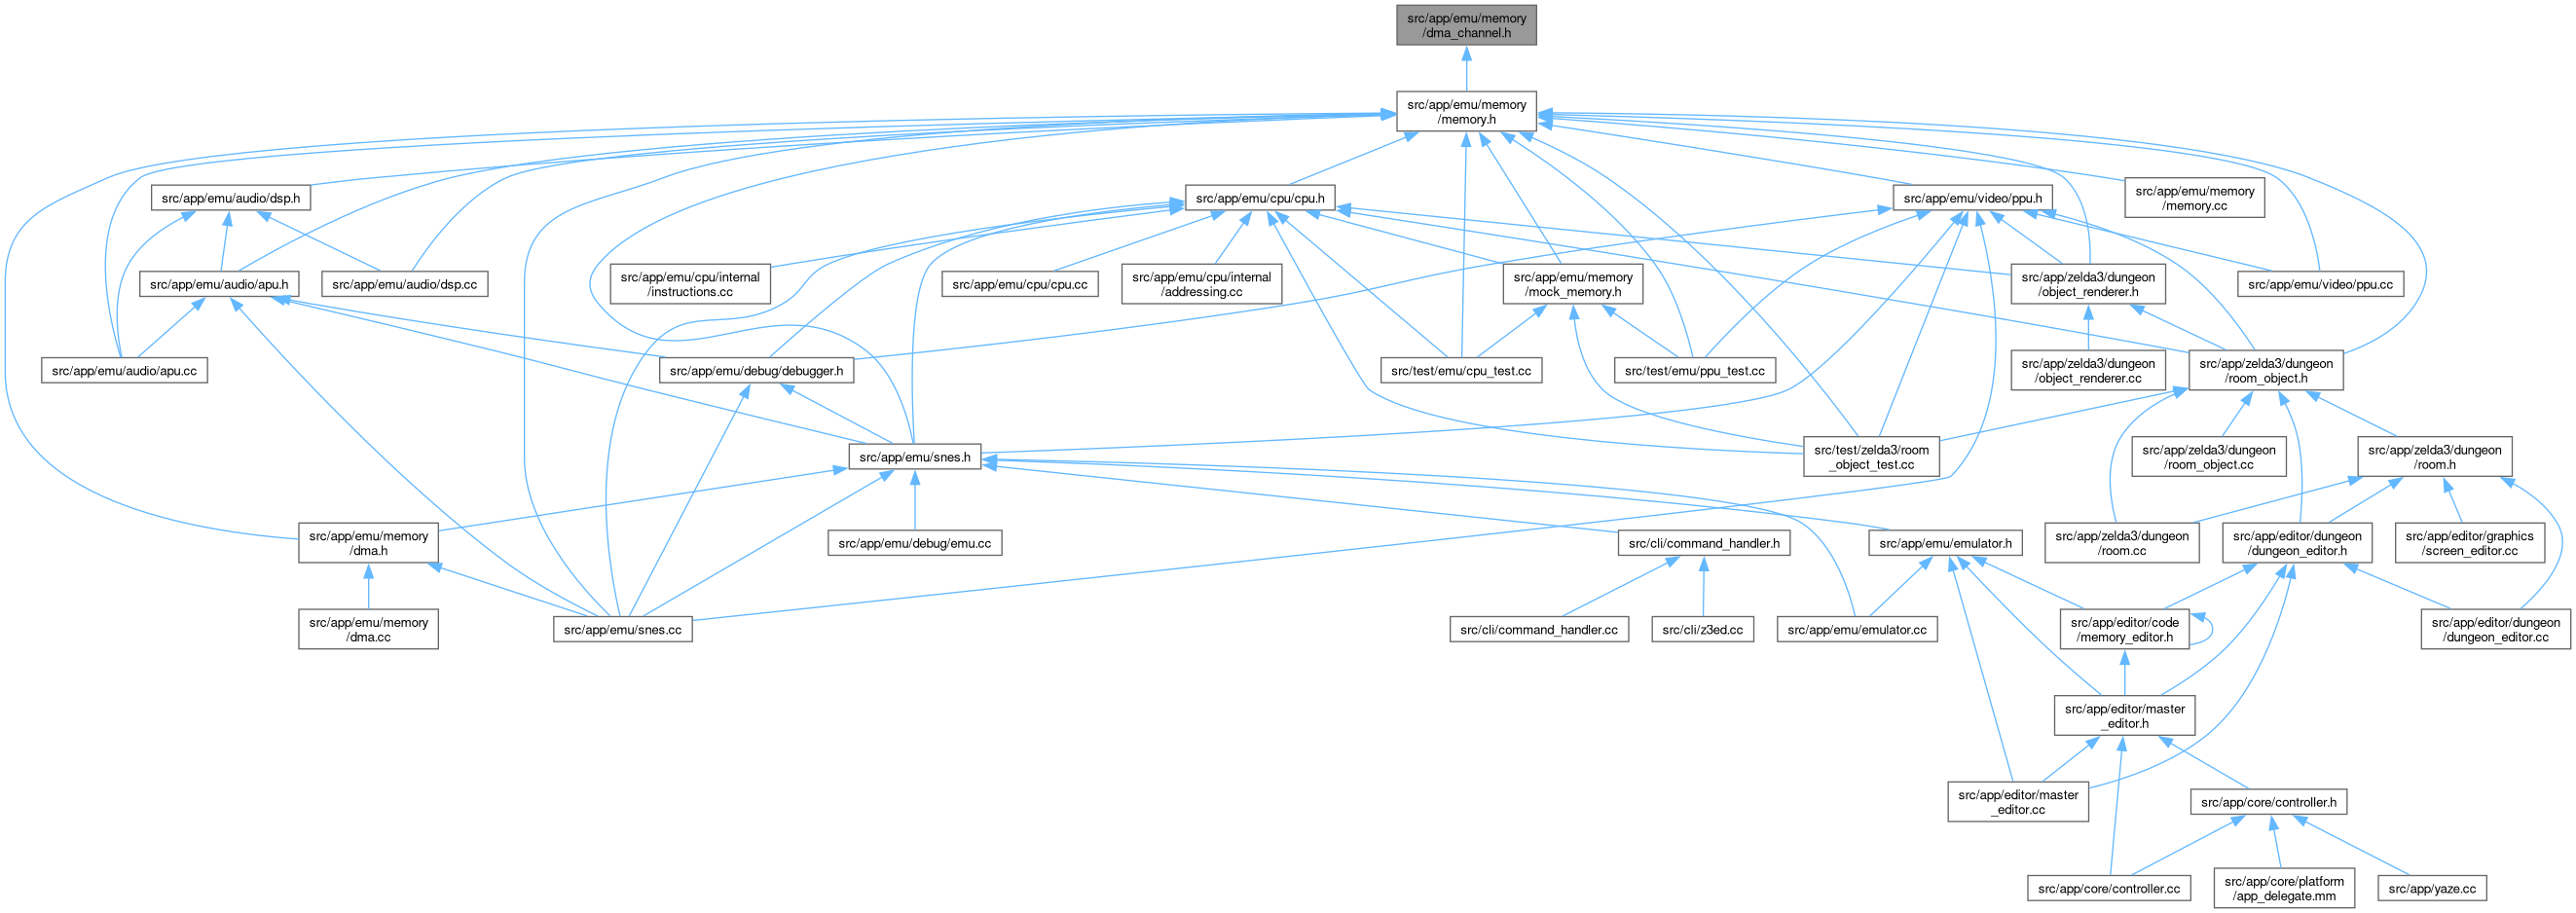 src/app/emu/memory
/dma_channel.h
src/app/emu/memory
/memory.h
src/app/emu/audio/dsp.h
src/app/emu/cpu/cpu.h
src/app/emu/video/ppu.h
src/app/emu/memory
/memory.cc
src/app/emu/audio/apu.h
src/app/emu/audio/dsp.cc
src/app/emu/cpu/internal
/instructions.cc
src/app/emu/cpu/cpu.cc
src/app/emu/cpu/internal
/addressing.cc
src/app/emu/memory
/mock_memory.h
src/app/zelda3/dungeon
/object_renderer.h
src/app/emu/video/ppu.cc
src/app/emu/audio/apu.cc
src/app/emu/debug/debugger.h
src/test/emu/cpu_test.cc
src/test/emu/ppu_test.cc
src/app/zelda3/dungeon
/object_renderer.cc
src/app/zelda3/dungeon
/room_object.h
src/app/emu/snes.h
src/test/zelda3/room
_object_test.cc
src/app/zelda3/dungeon
/room_object.cc
src/app/zelda3/dungeon
/room.h
src/app/emu/memory
/dma.h
src/app/emu/debug/emu.cc
src/cli/command_handler.h
src/app/emu/emulator.h
src/app/zelda3/dungeon
/room.cc
src/app/editor/dungeon
/dungeon_editor.h
src/app/editor/graphics
/screen_editor.cc
src/app/emu/memory
/dma.cc
src/app/emu/snes.cc
src/cli/command_handler.cc
src/cli/z3ed.cc
src/app/emu/emulator.cc
src/app/editor/code
/memory_editor.h
src/app/editor/dungeon
/dungeon_editor.cc
src/app/editor/master
_editor.h
src/app/editor/master
_editor.cc
src/app/core/controller.h
src/app/core/controller.cc
src/app/core/platform
/app_delegate.mm
src/app/yaze.cc